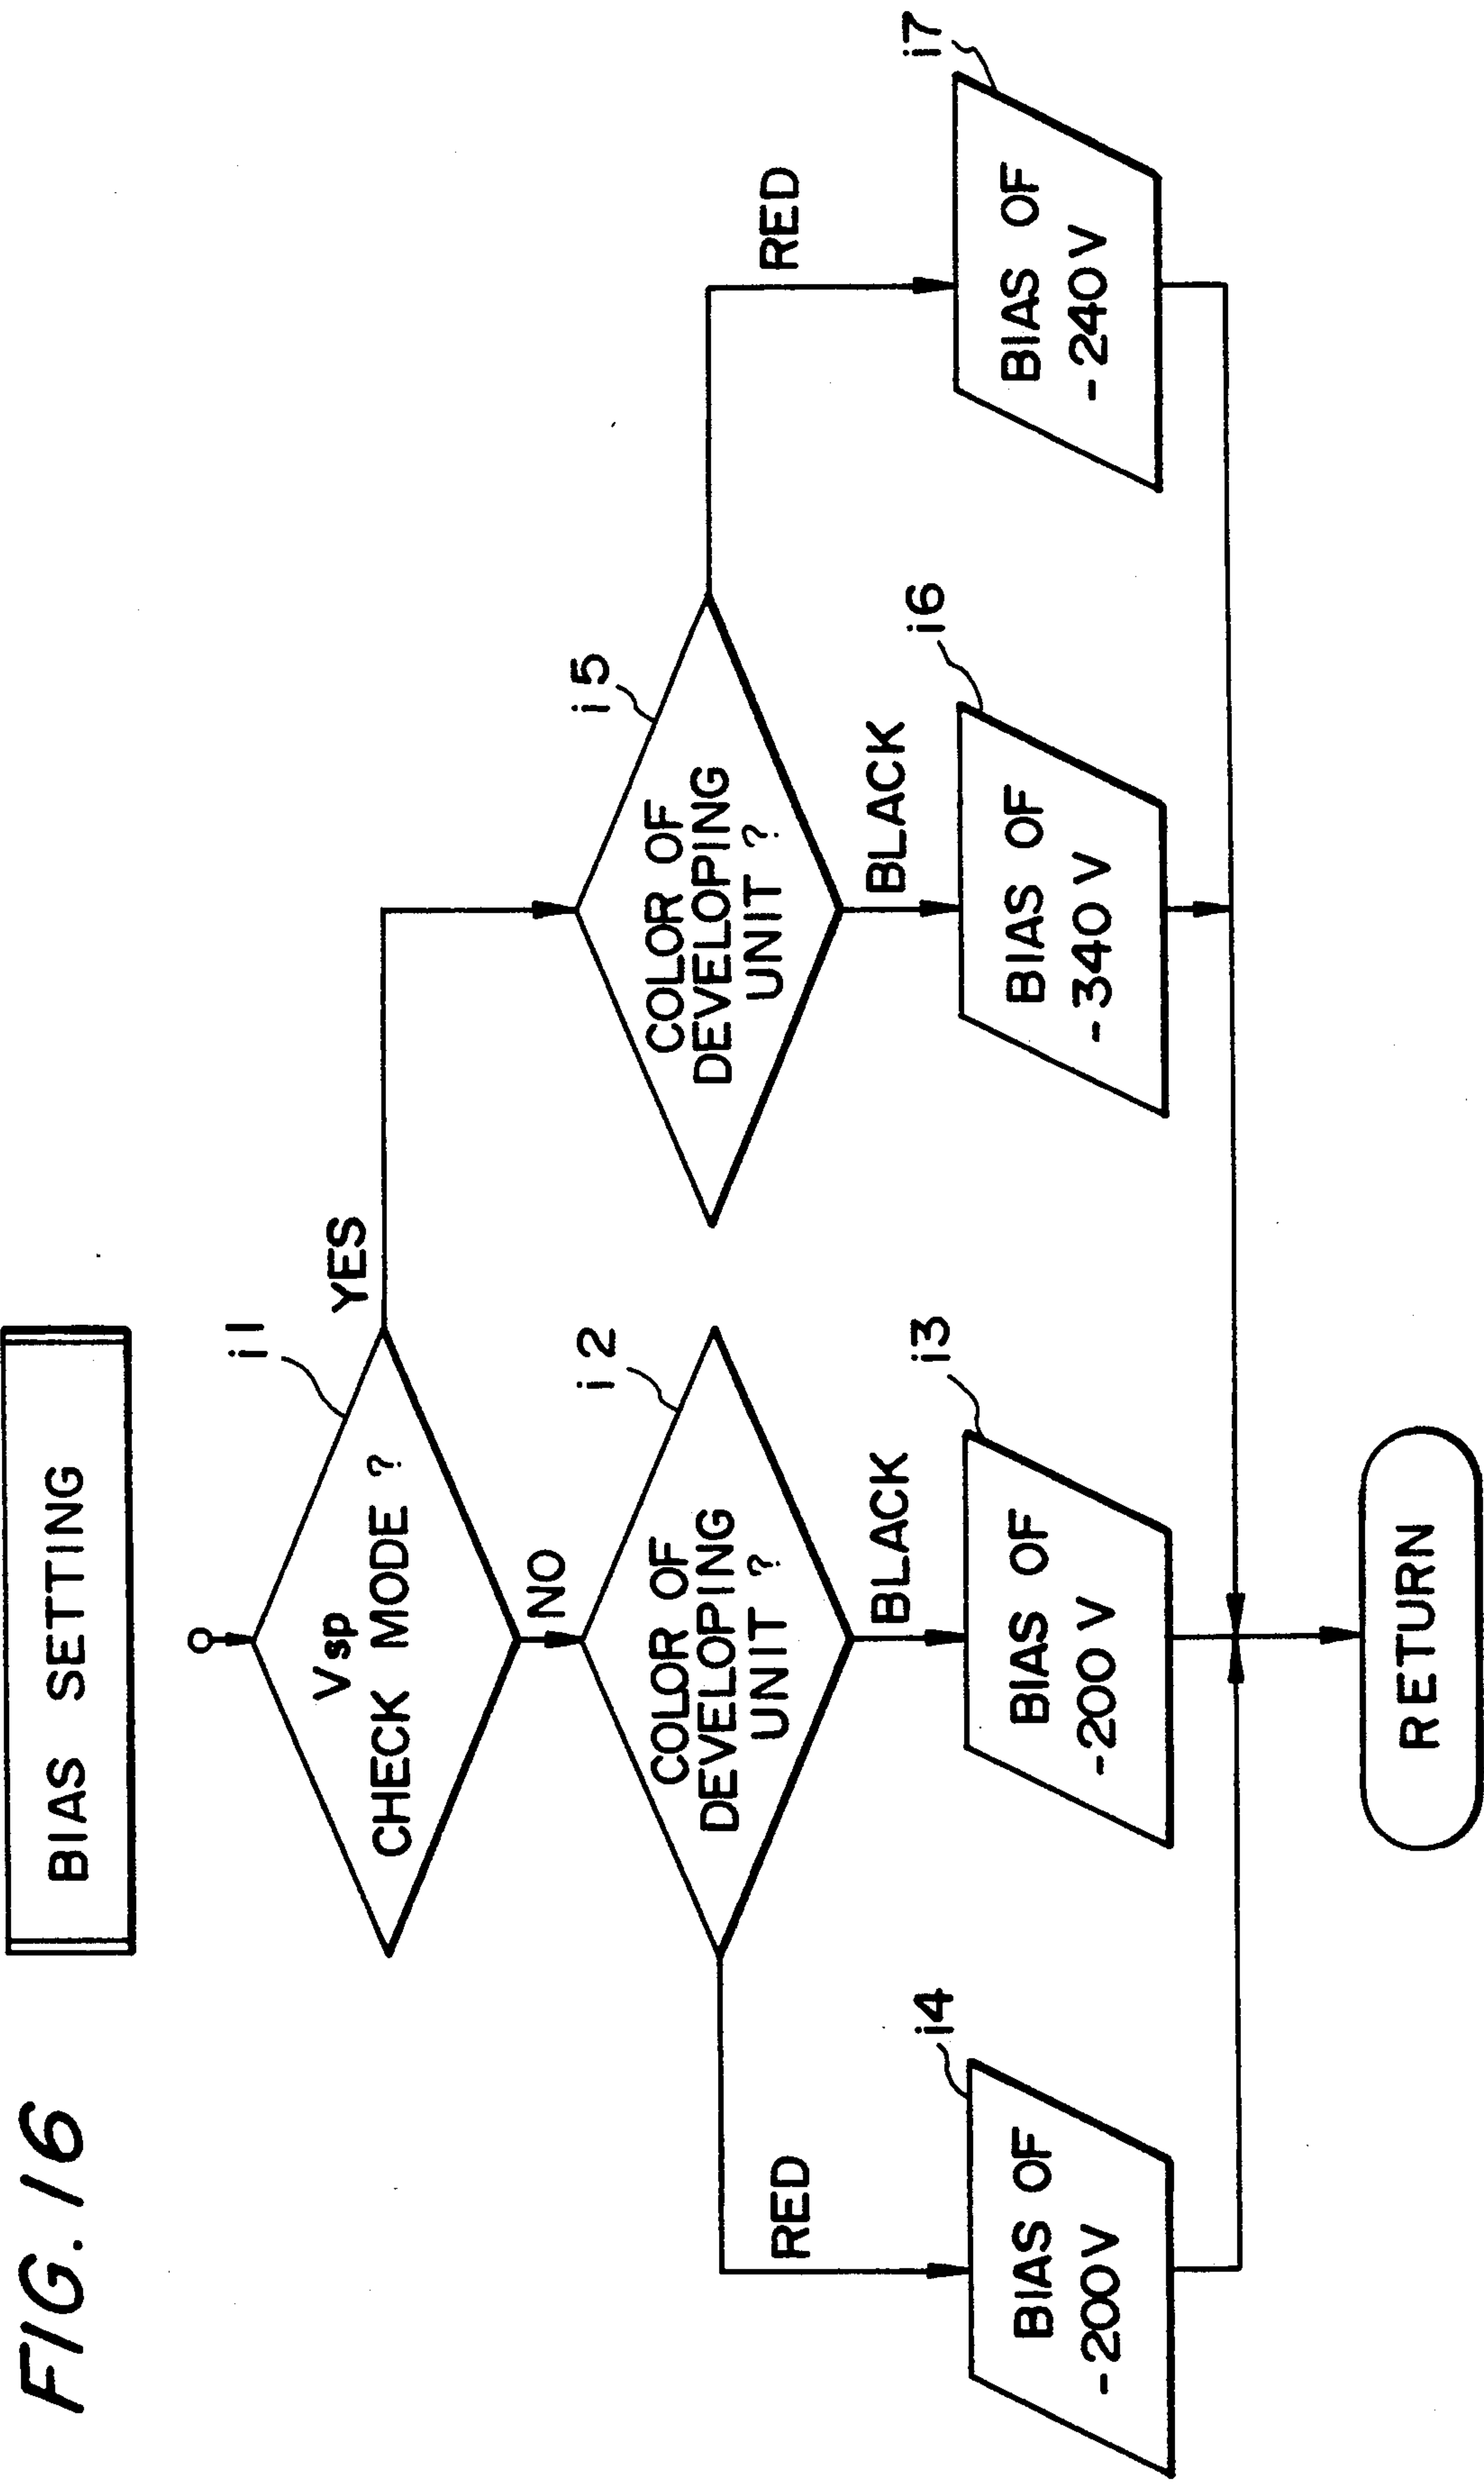 FIG. 16
BIAS SETTING
i1
Vsp
CHECK MODE ?
YES
NO
i2
COLOR OF
DEVELOPING
UNIT ?
i5
COLOR OF
DEVELOPING
UNIT ?
RED
BLACK
BLACK
RED
i4
BIAS OF
-200V
i3
BIAS OF
-200 V
i6
BIAS OF
-340 V
i7
BIAS OF
-240V
RETURN